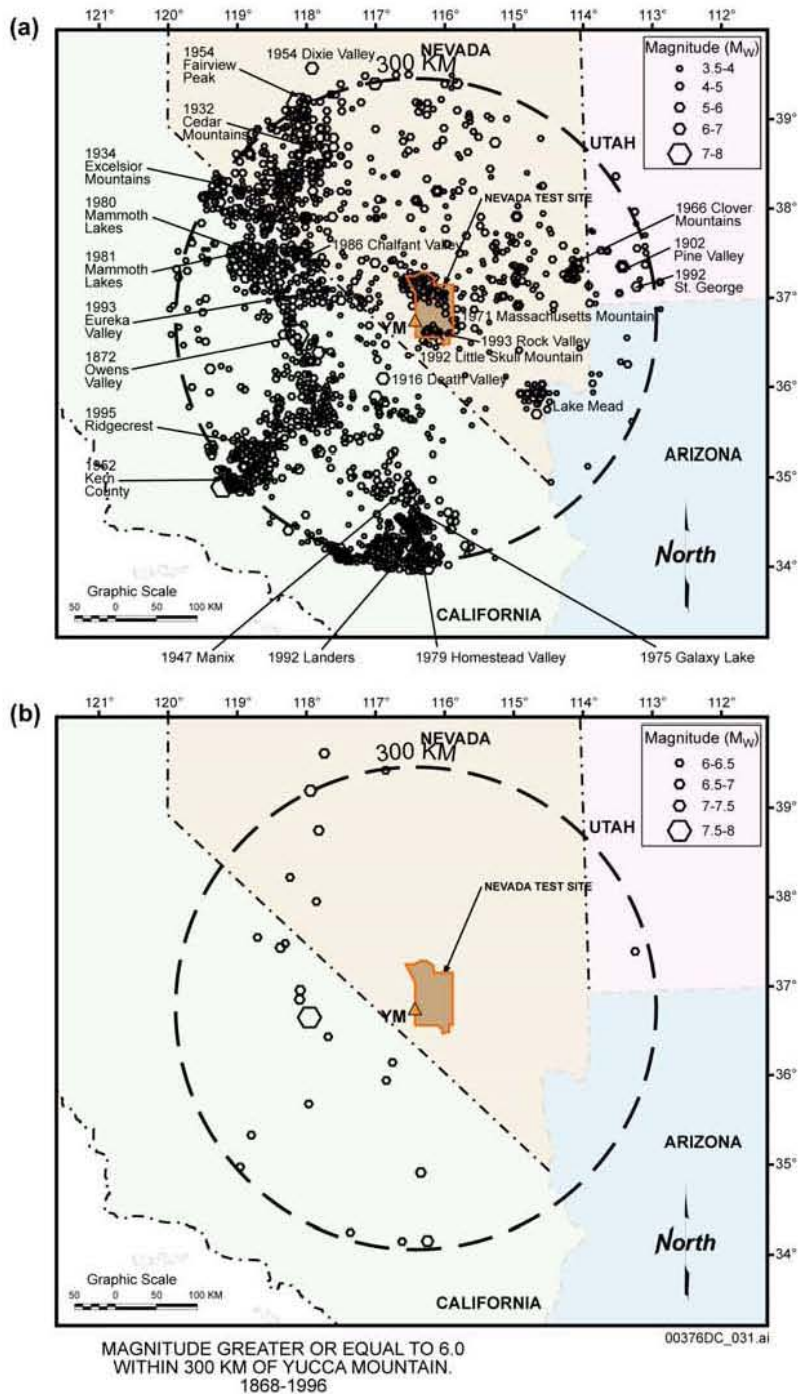 (a)
121° 120° 119° 118° 117° 116° 115° 114° 113° 112°
1954
Fairview
Peak
1954 Dixie Valley
NEVADA
300 KM
Magnitude (MW)
3.5-4
4-5
5-6
6-7
7-8
1932
Cedar
Mountains
39°
UTAH
1934
Excelsior
Mountains
NEVADA TEST SITE
38°
1980
Mammoth
Lakes
1966 Clover
Mountains
1986 Chalfant Valley
1902
Pine Valley
1981
Mammoth
Lakes
1992
St. George
37°
1993
Eureka
Valley
1971 Massachusetts Mountain
YM
1993 Rock Valley
1992 Little Skull Mountain
1872
Owens
Valley
1916 Death Valley
36°
Lake Mead
1995
Ridgecrest
ARIZONA
1952
Kern
County
35°
North
34°
Graphic Scale
50 0 50 100 KM
CALIFORNIA
1947 Manix
1992 Landers
1979 Homestead Valley
1975 Galaxy Lake
(b)
121° 120° 119° 118° 117° 116° 115° 114° 113° 112°
NEVADA
300 KM
Magnitude (MW)
6-6.5
6.5-7
7-7.5
7.5-8
39°
UTAH
38°
NEVADA TEST SITE
37°
YM
36°
ARIZONA
35°
North
34°
Graphic Scale
50 0 50 100 KM
CALIFORNIA
00376DC_031.ai
MAGNITUDE GREATER OR EQUAL TO 6.0
WITHIN 300 KM OF YUCCA MOUNTAIN.
1868-1996